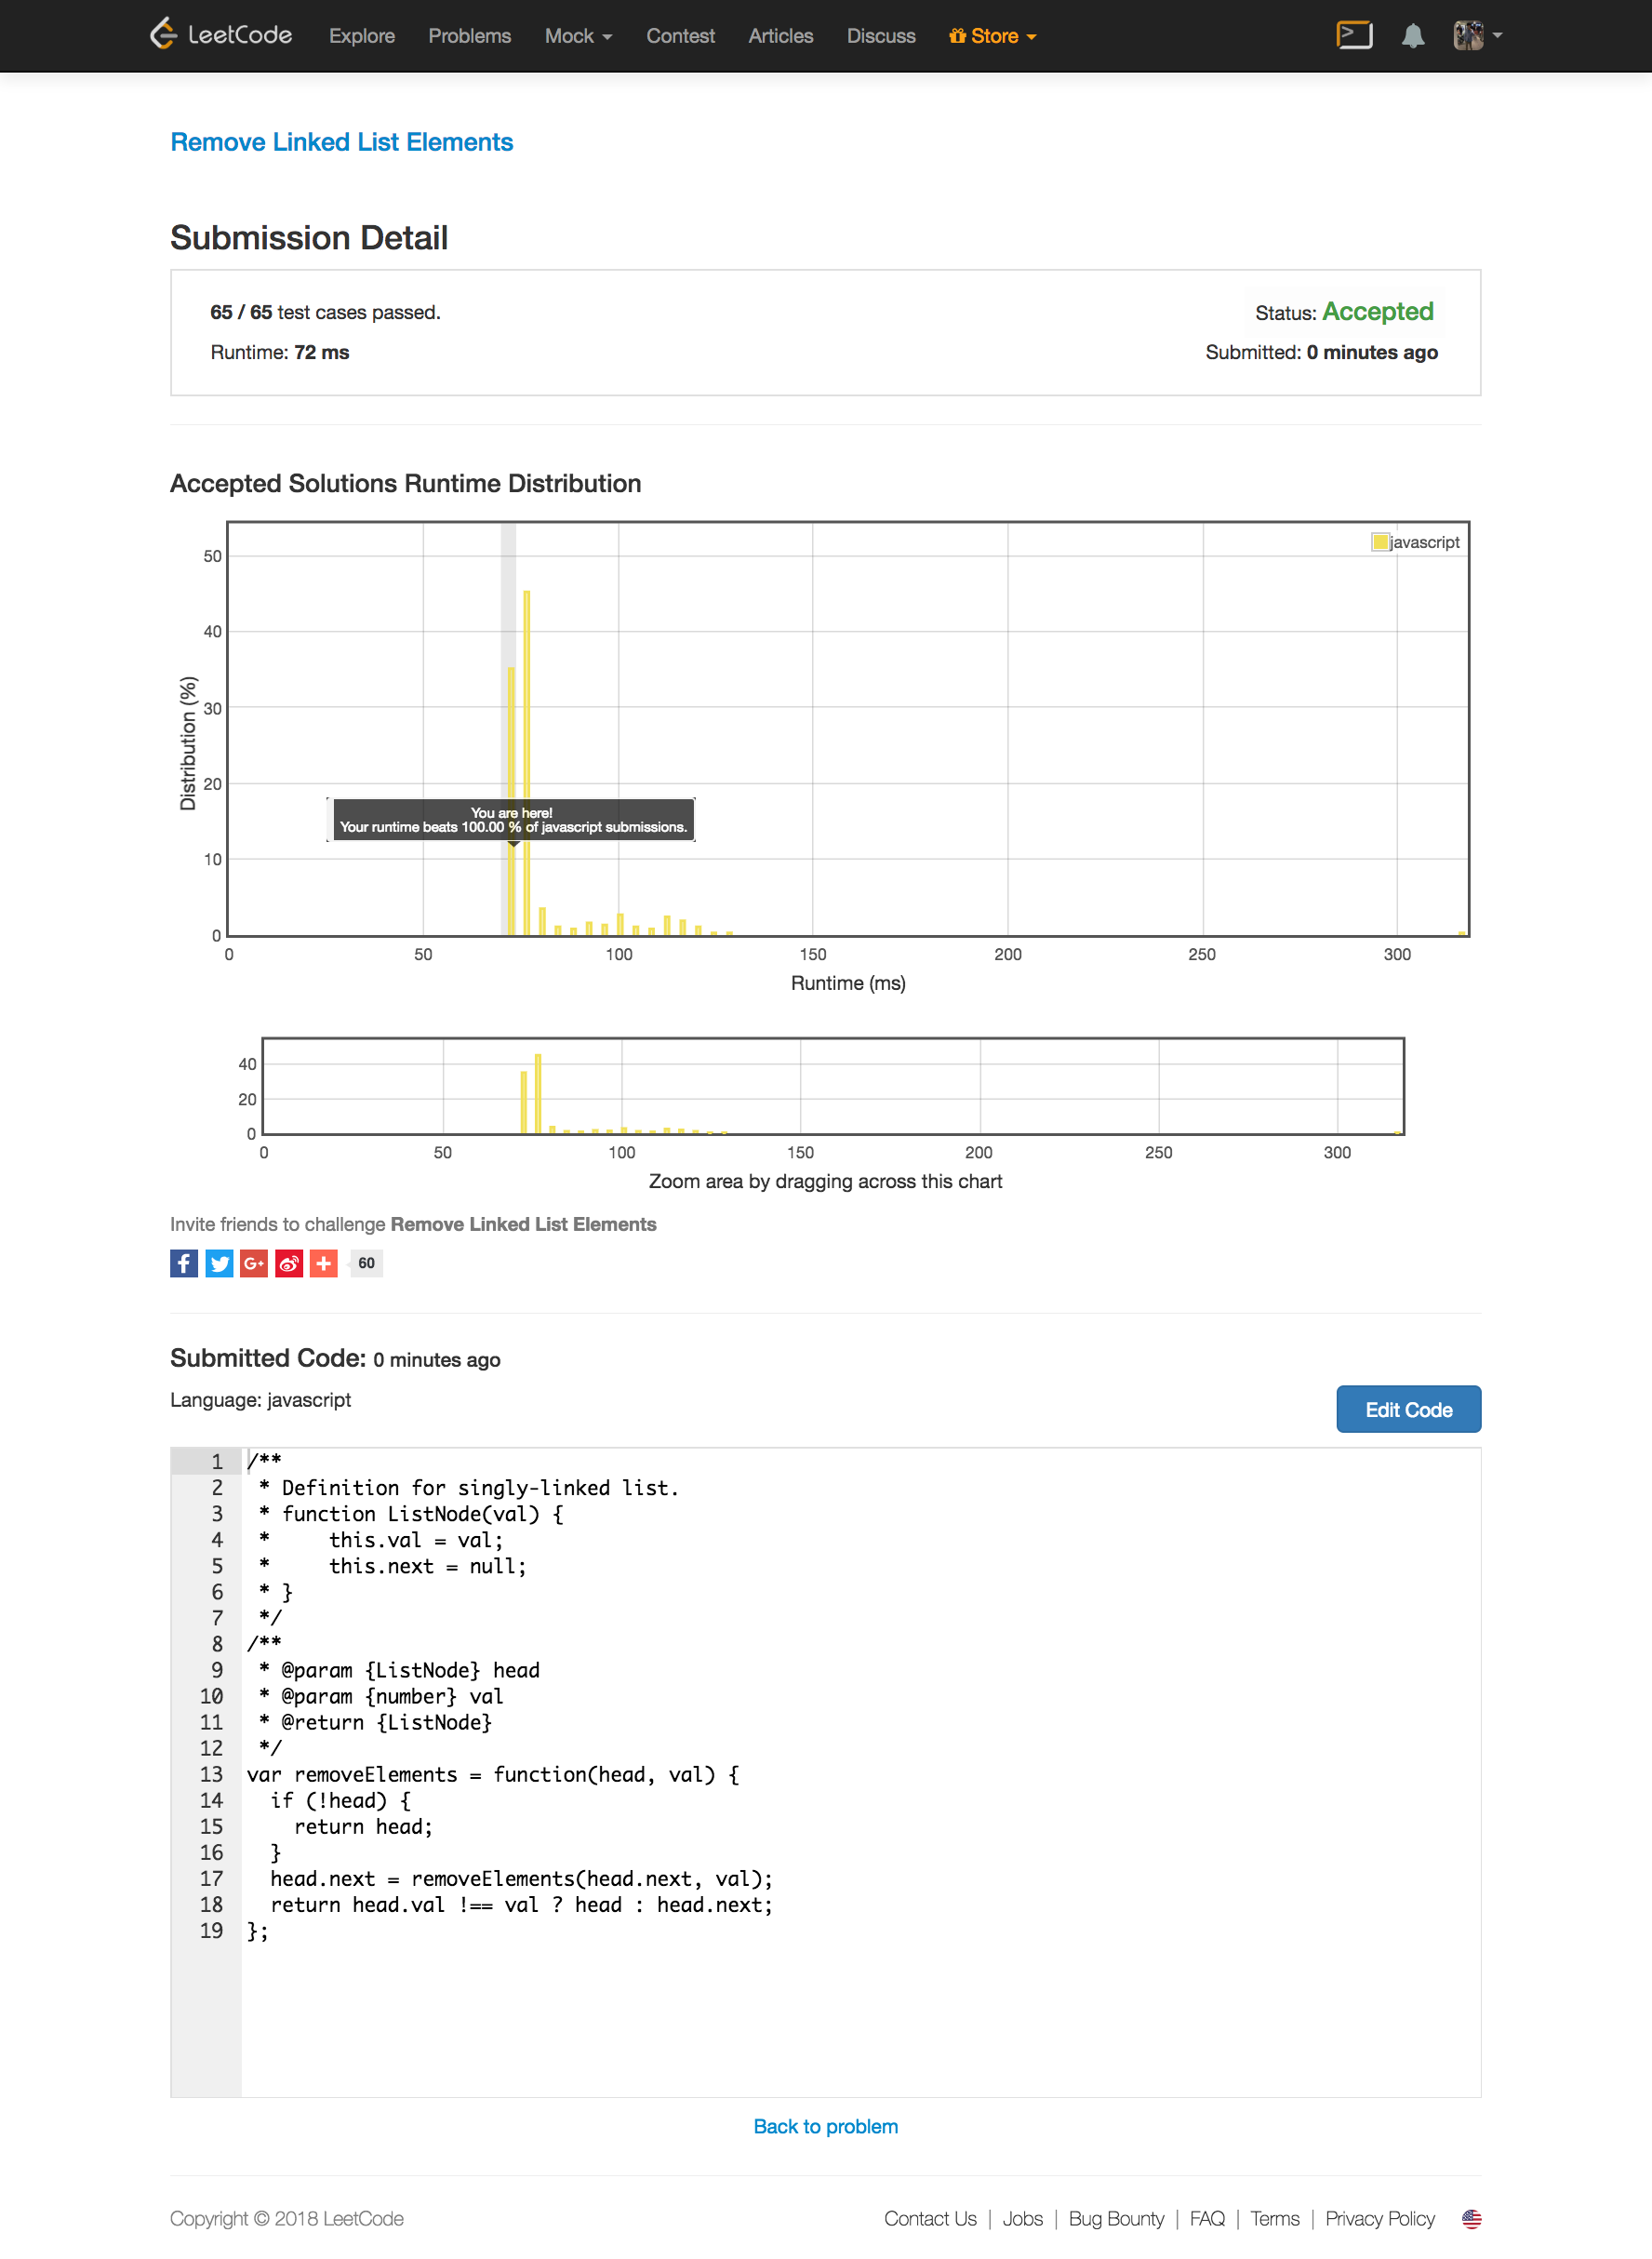 LeetCode Explore Problems Mock Contest Articles Discuss Store
Remove Linked List Elements
Submission Detail
65 / 65 test cases passed. Status: Accepted
Runtime: 72 ms Submitted: 0 minutes ago
Accepted Solutions Runtime Distribution
javascript
50
40
30
20
10
0
Distribution (%)
You are here!
Your runtime beats 100.00 % of javascript submissions.
0 50 100 150 200 250 300
Runtime (ms)
40
20
0
0 50 100 150 200 250 300
Zoom area by dragging across this chart
Invite friends to challenge Remove Linked List Elements
f G+ + 60
Submitted Code: 0 minutes ago
Language: javascript
Edit Code
1 /**
2  * Definition for singly-linked list.
3  * function ListNode(val) {
4  *     this.val = val;
5  *     this.next = null;
6  * }
7  */
8 /**
9  * @param {ListNode} head
10  * @param {number} val
11  * @return {ListNode}
12  */
13 var removeElements = function(head, val) {
14   if (!head) {
15     return head;
16   }
17   head.next = removeElements(head.next, val);
18   return head.val !== val ? head : head.next;
19 };
Back to problem
Copyright © 2018 LeetCode Contact Us | Jobs | Bug Bounty | FAQ | Terms | Privacy Policy